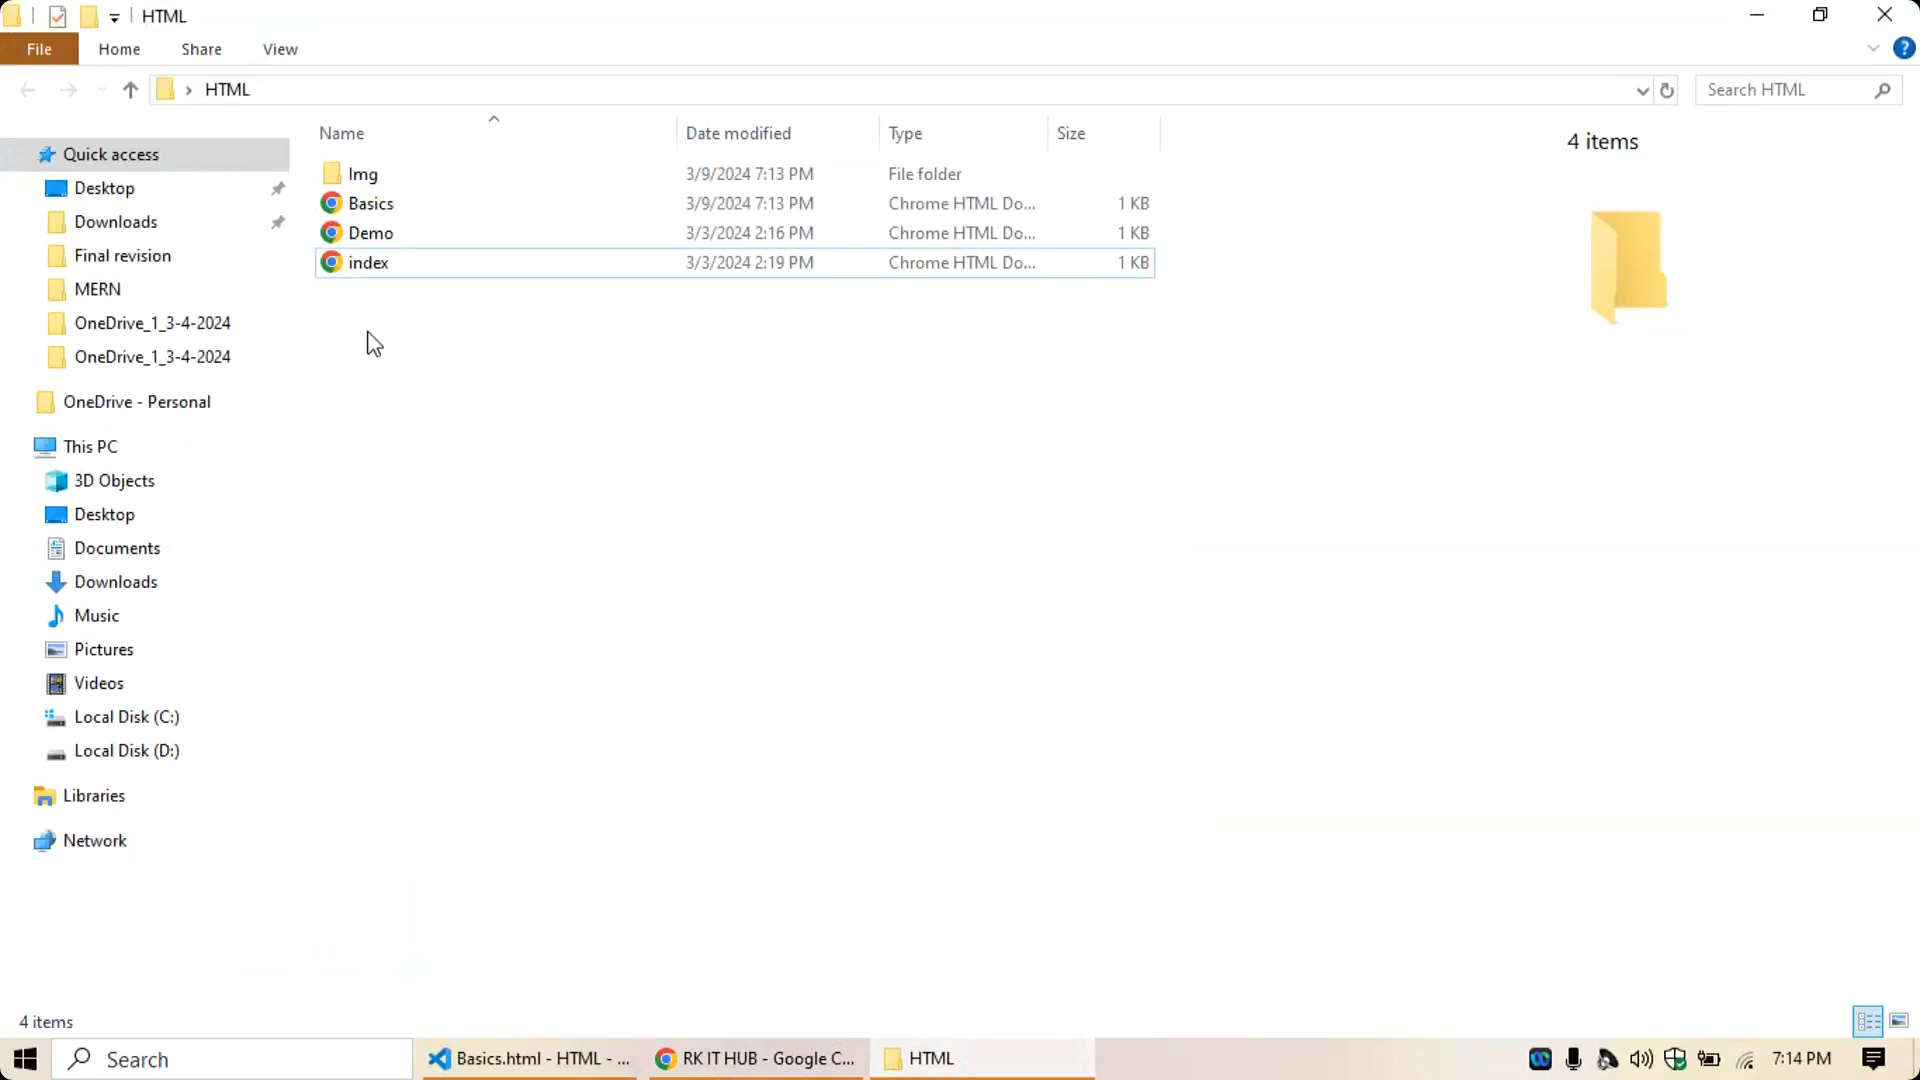 HTML
File Home Share View
HTML
Search HTML
Name Date modified Type Size
4 items
Img 3/9/2024 7:13 PM File folder
Basics 3/9/2024 7:13 PM Chrome HTML Do... 1 KB
Demo 3/3/2024 2:16 PM Chrome HTML Do... 1 KB
index 3/3/2024 2:19 PM Chrome HTML Do... 1 KB
Quick access
Desktop
Downloads
Final revision
MERN
OneDrive_1_3-4-2024
OneDrive_1_3-4-2024
OneDrive - Personal
This PC
3D Objects
Desktop
Documents
Downloads
Music
Pictures
Videos
Local Disk (C:)
Local Disk (D:)
Libraries
Network
4 items
Search
Basics.html - HTML - ...
RK IT HUB - Google C...
HTML
7:14 PM